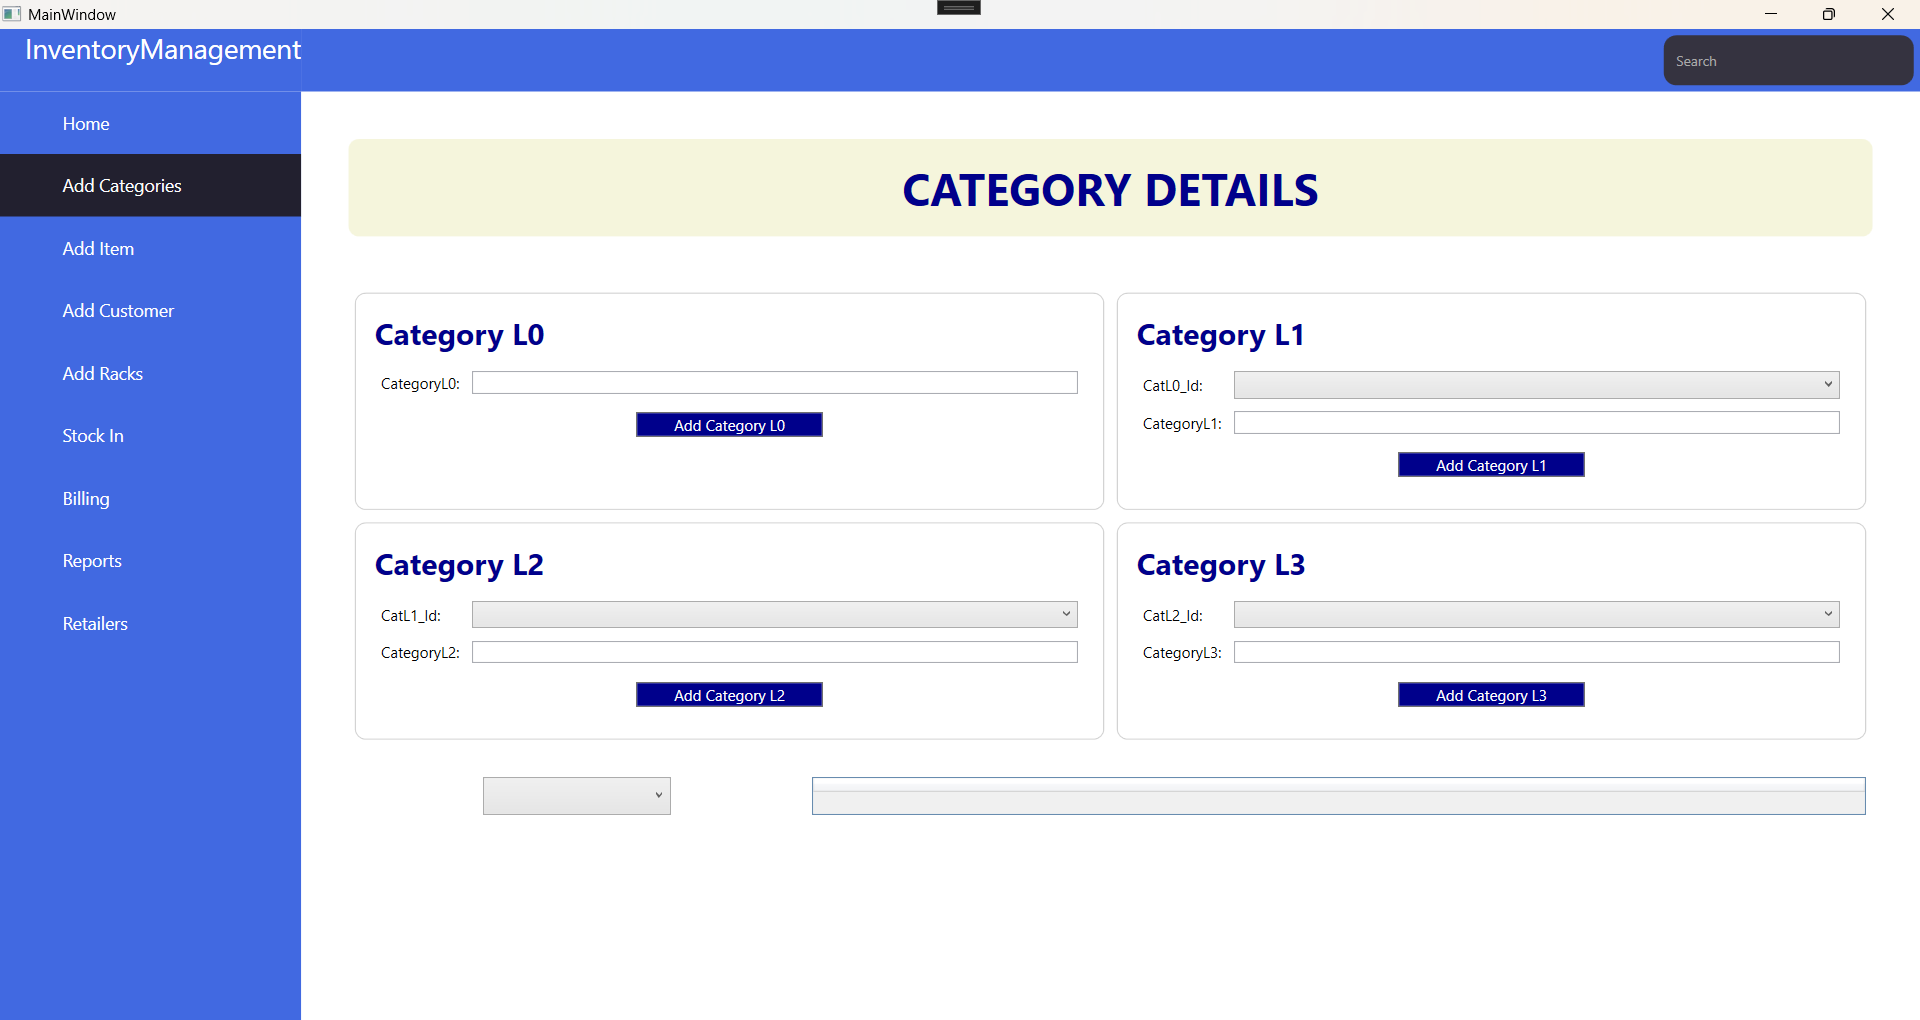 MainWindow
InventoryManagement
Search
Home
Add Categories
Add Item
Add Customer
Add Racks
Stock In
Billing
Reports
Retailers
CATEGORY DETAILS
Category L0
CategoryL0:
Add Category L0
Category L1
CatL0_Id:
CategoryL1:
Add Category L1
Category L2
CatL1_Id:
CategoryL2:
Add Category L2
Category L3
CatL2_Id:
CategoryL3:
Add Category L3